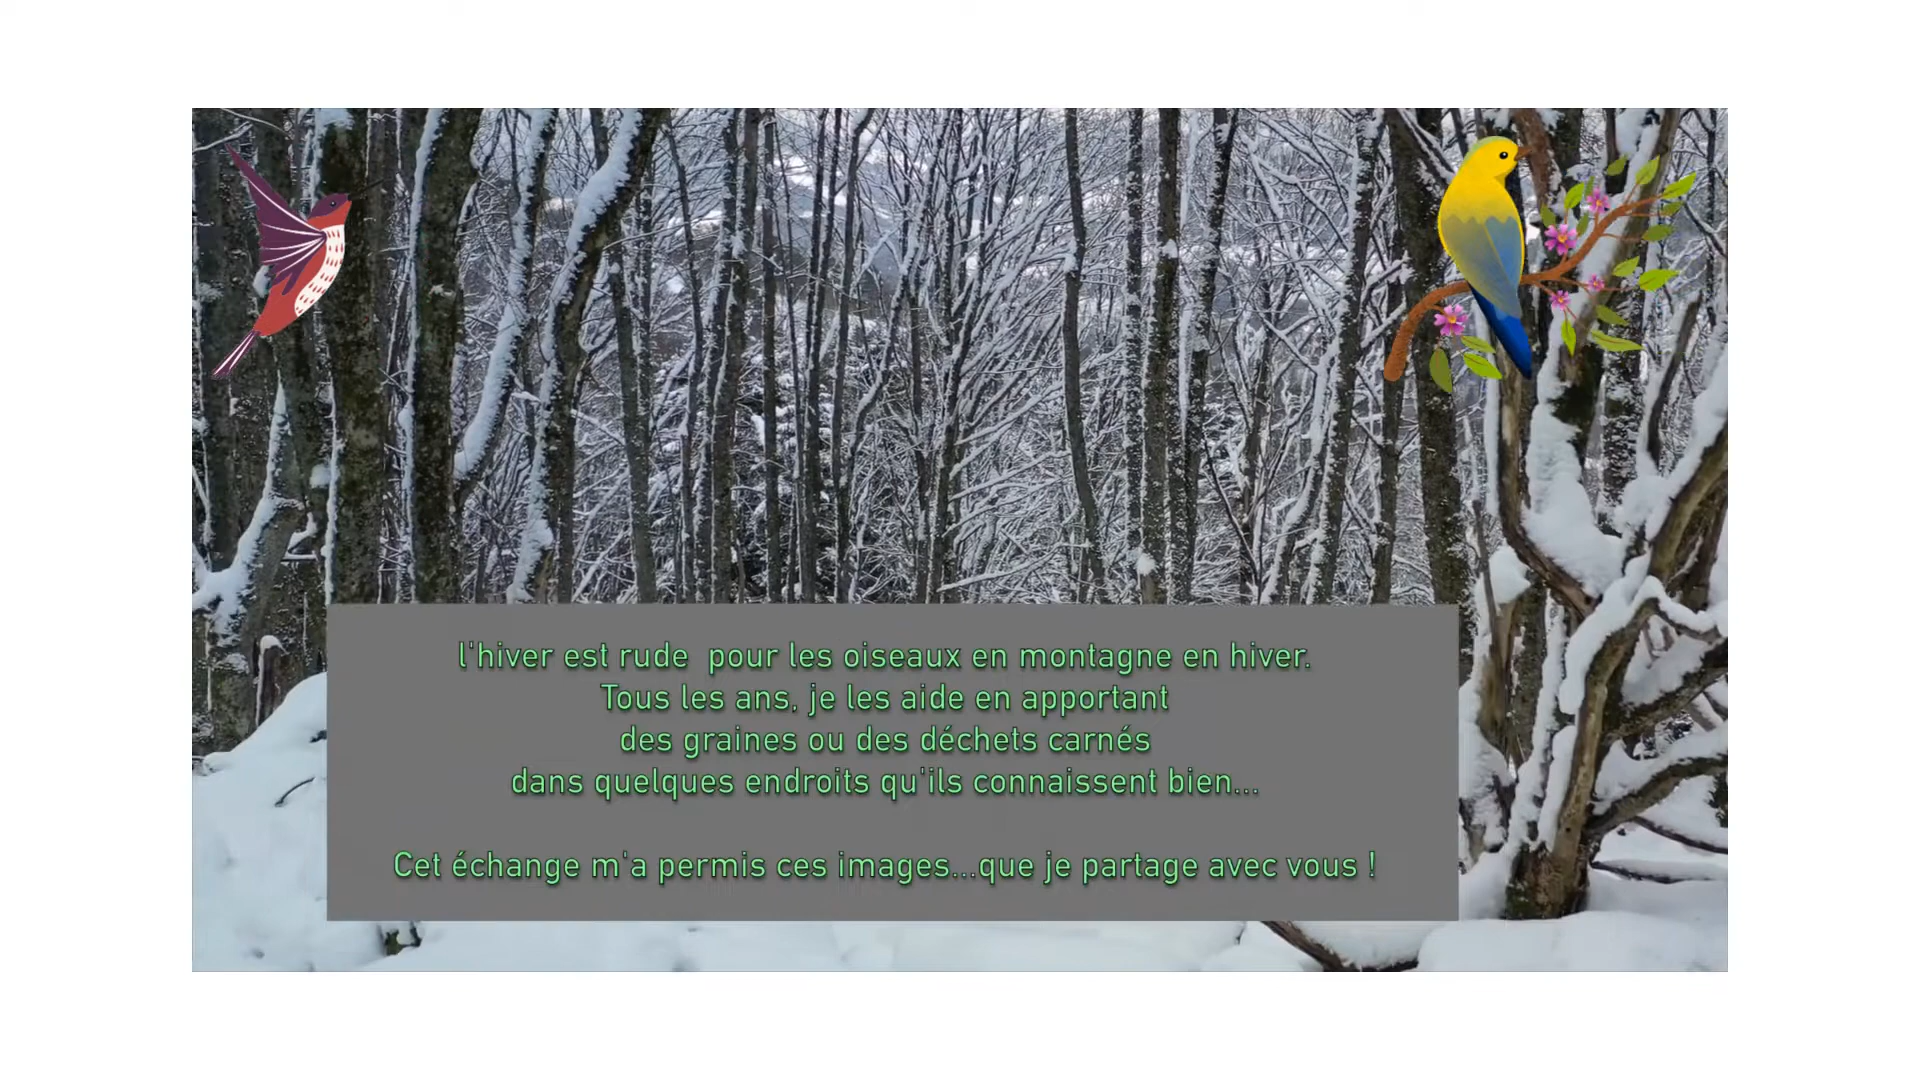 l'hiver est rude  pour les oiseaux en montagne en hiver.
Tous les ans, je les aide en apportant
des graines ou des déchets carnés
dans quelques endroits qu'ils connaissent bien...
Cet échange m'a permis ces images...que je partage avec vous !